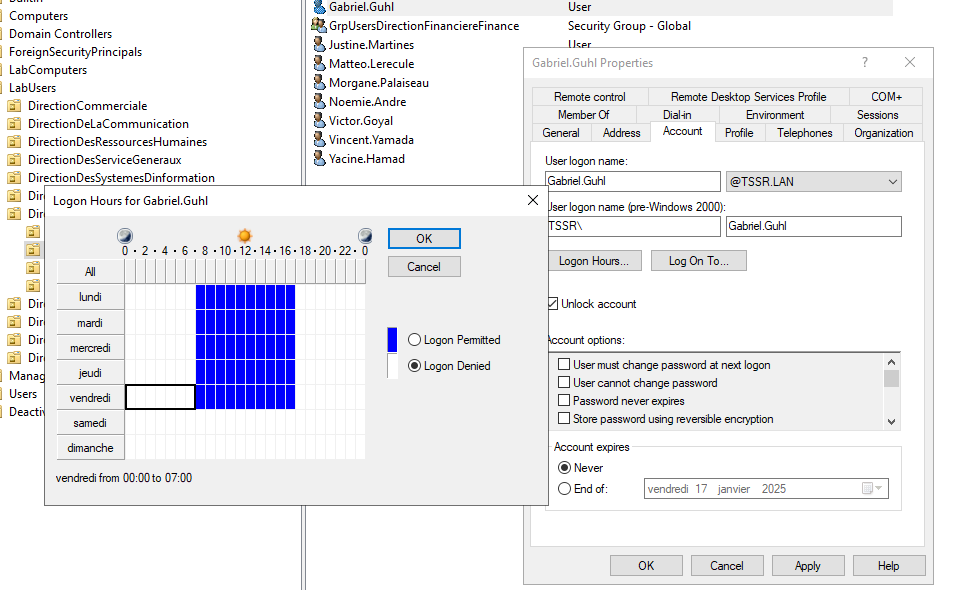 Computers
Domain Controllers
ForeignSecurityPrincipals
LabComputers
LabUsers
DirectionCommerciale
DirectionDeLaCommunication
DirectionDesRessourcesHumaines
DirectionDesServiceGeneraux
DirectionDesSystemesDinformation
Dir
Dir
Dir
Dir
Dir
Dir
Manag
Users
Deactiv
Gabriel.Guhl User
GrpUsersDirectionFinanciereFinance Security Group - Global
Justine.Martines User
Matteo.Lerecule
Morgane.Palaiseau
Noemie.Andre
Victor.Goyal
Vincent.Yamada
Yacine.Hamad
Logon Hours for Gabriel.Guhl
0 · 2 · 4 · 6 · 8 · 10 · 12 · 14 · 16 · 18 · 20 · 22 · 0
All
lundi
mardi
mercredi
jeudi
vendredi
samedi
dimanche
OK
Cancel
Logon Permitted
Logon Denied
vendredi from 00:00 to 07:00
Gabriel.Guhl Properties ?
Remote control Remote Desktop Services Profile COM+
Member Of Dial-in Environment Sessions
General Address Account Profile Telephones Organization
User logon name:
Gabriel.Guhl @TSSR.LAN
User logon name (pre-Windows 2000):
TSSR\ Gabriel.Guhl
Logon Hours... Log On To...
Unlock account
Account options:
User must change password at next logon
User cannot change password
Password never expires
Store password using reversible encryption
Account expires
Never
End of: vendredi 17 janvier 2025
OK Cancel Apply Help